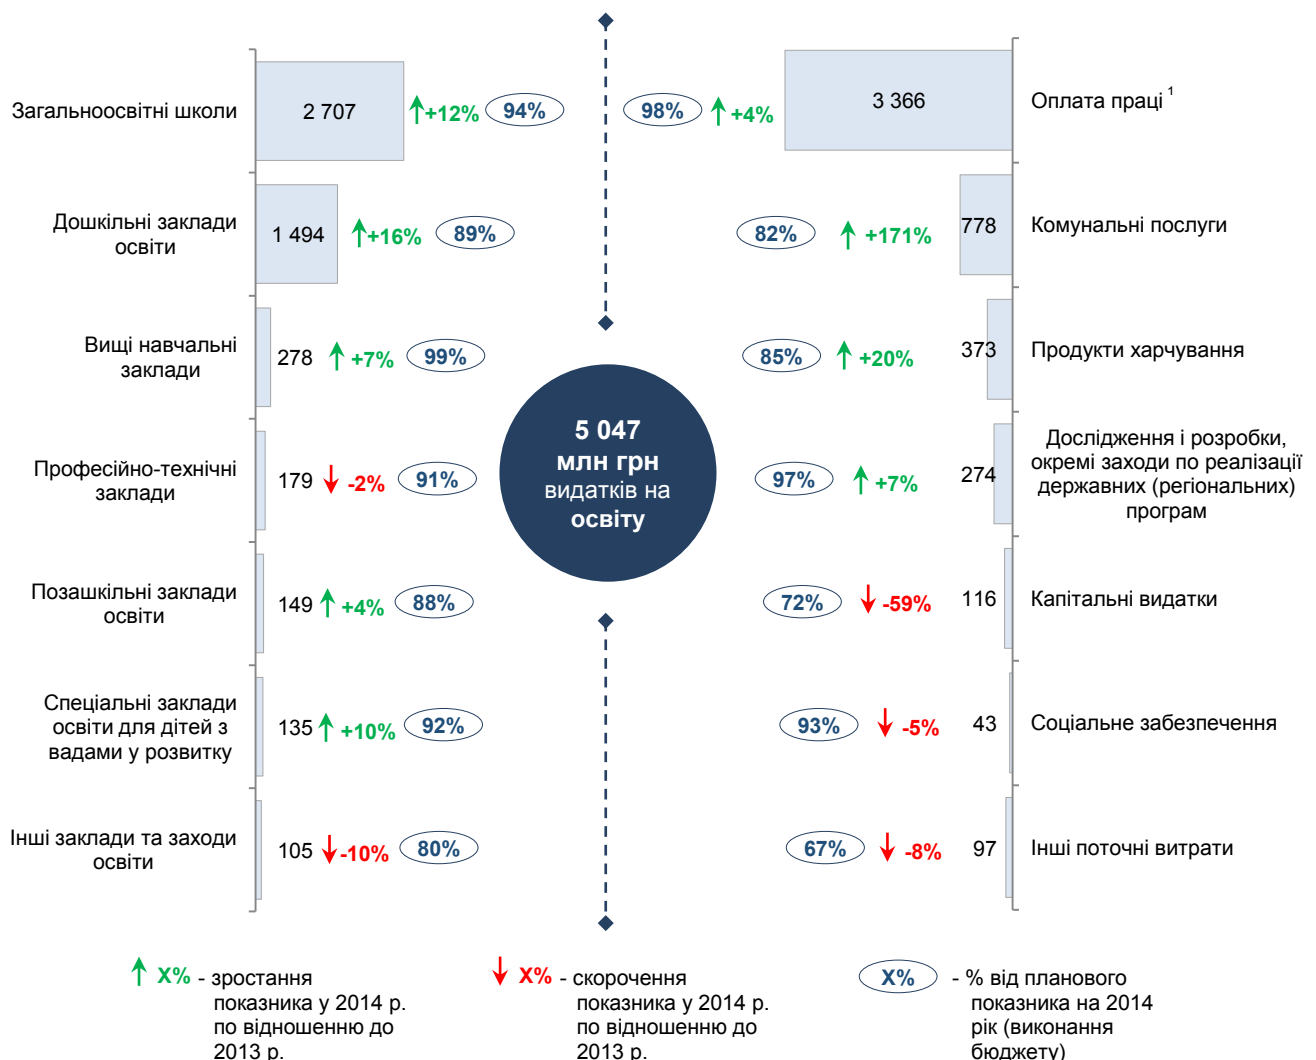 Загальноосвітні школи
2 707
+12%
94%
98%
+4%
3 366
Оплата праці 1
Дошкільні заклади
освіти
1 494
+16%
89%
82%
+171%
778
Комунальні послуги
Вищі навчальні
заклади
278
+7%
99%
85%
+20%
373
Продукти харчування
5 047
млн грн
видатків на
освіту
Професійно-технічні
заклади
179
-2%
91%
97%
+7%
274
Дослідження і розробки,
окремі заходи по реалізації
державних (регіональних)
програм
Позашкільні заклади
освіти
149
+4%
88%
72%
-59%
116
Капітальні видатки
Спеціальні заклади
освіти для дітей з
вадами у розвитку
135
+10%
92%
93%
-5%
43
Соціальне забезпечення
Інші заклади та заходи
освіти
105
-10%
80%
67%
-8%
97
Інші поточні витрати
X% - зростання
показника у 2014 р.
по відношенню до
2013 р.
X% - скорочення
показника у 2014 р.
по відношенню до
2013 р.
X% - % від планового
показника на 2014
рік (виконання
бюджету)